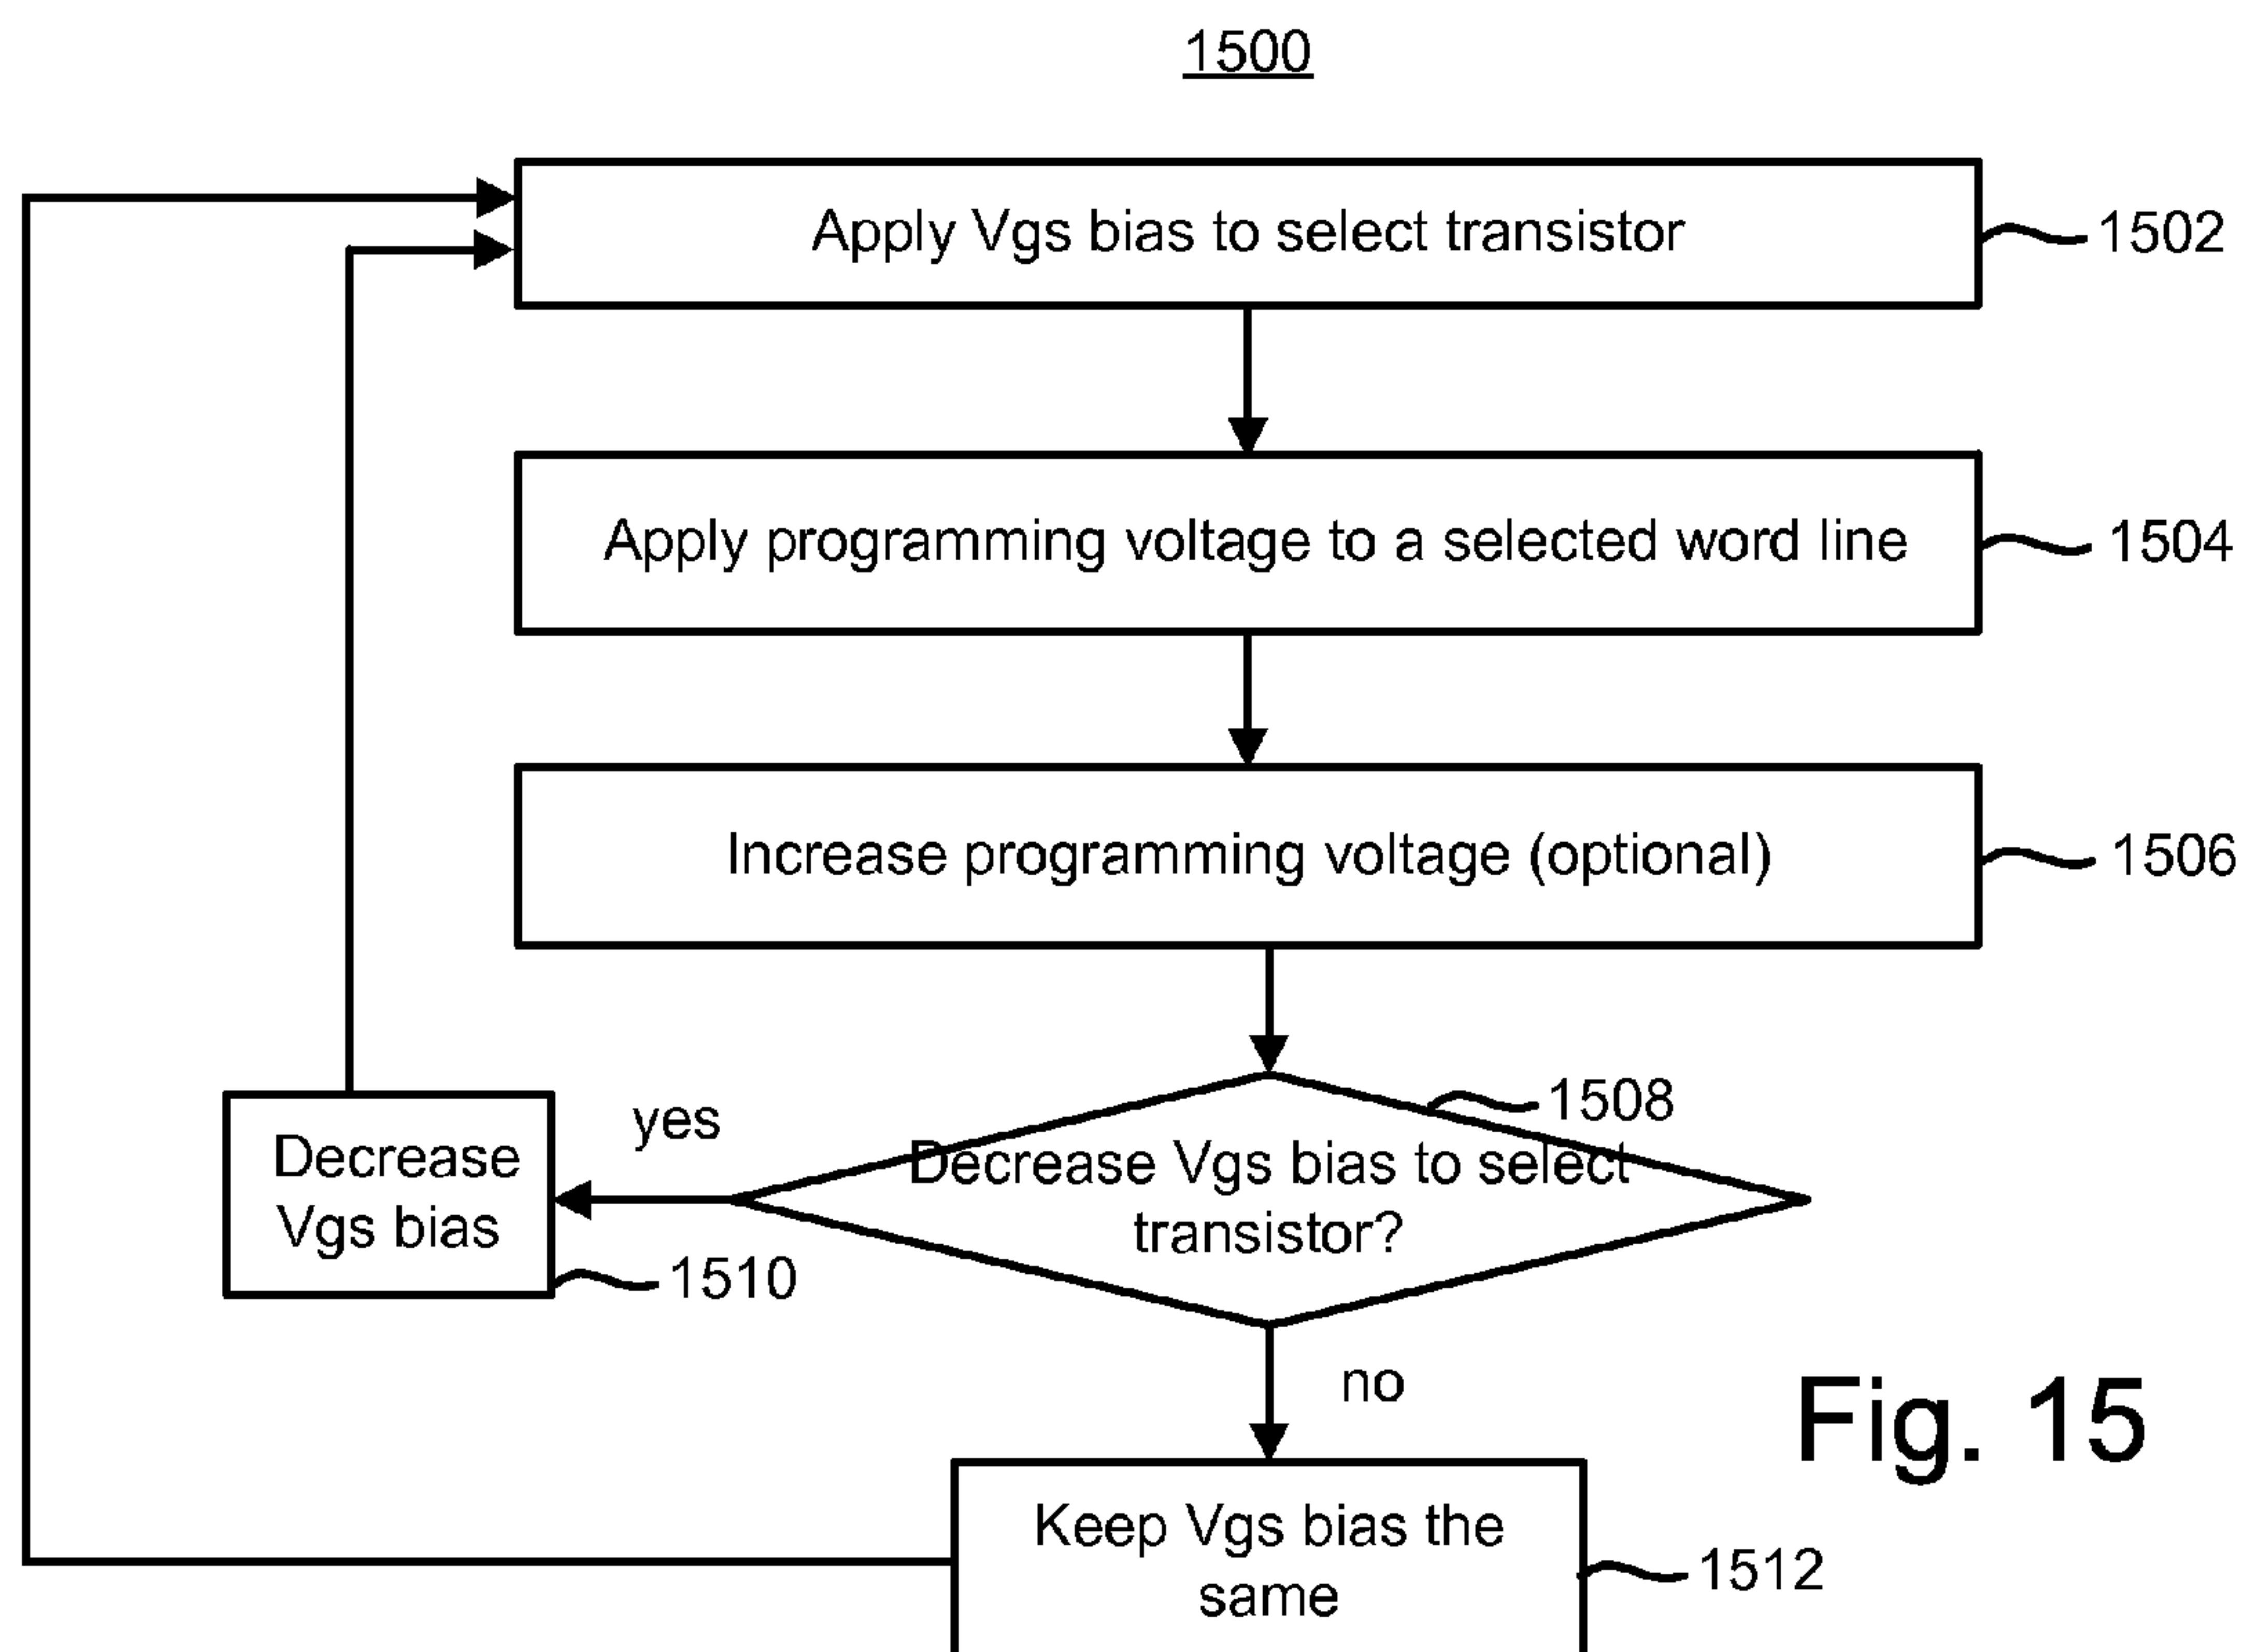 1500
Apply Vgs bias to select transistor
1502
Apply programming voltage to a selected word line
1504
Increase programming voltage (optional)
1506
1508
yes
Decrease
Vgs bias
Decrease Vgs bias to select
transistor?
1510
no
Fig. 15
Keep Vgs bias the
same
1512